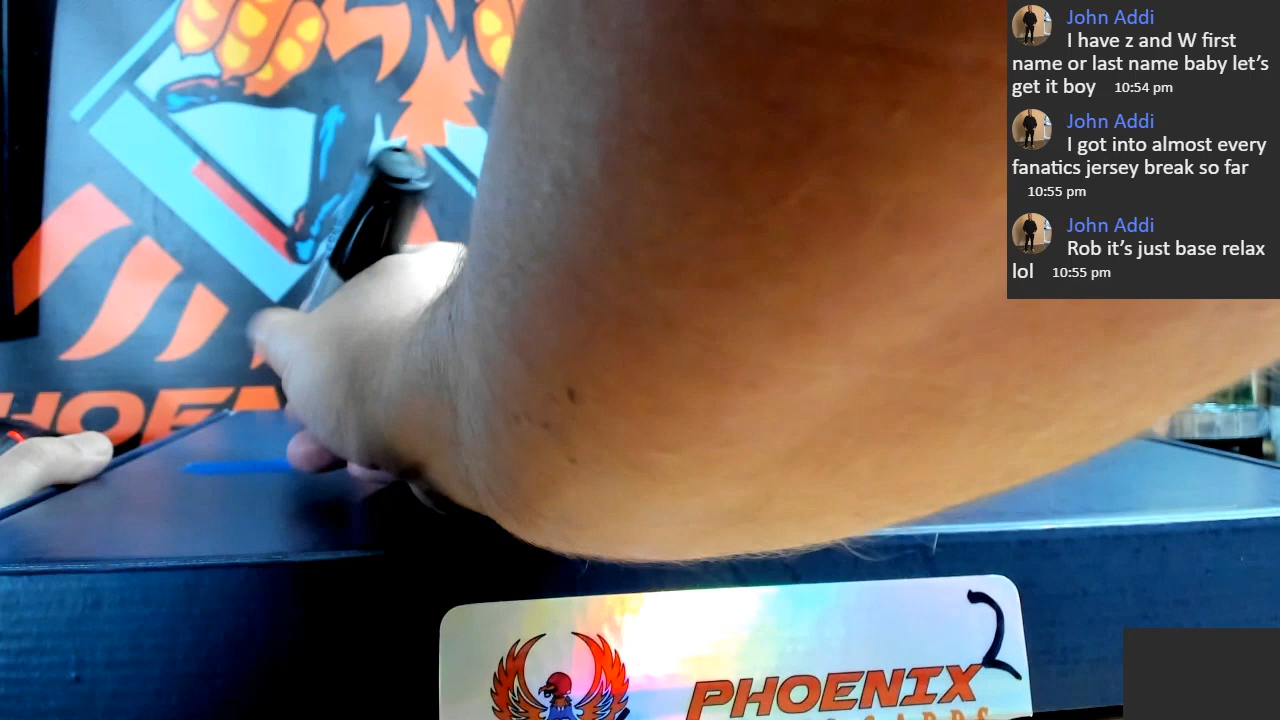 John Addi
I have z and W first
name or last name baby let's
get it boy 10:54 pm
John Addi
I got into almost every
fanatics jersey break so far
10:55 pm
John Addi
Rob it's just base relax
lol 10:55 pm
2
PHOENIX